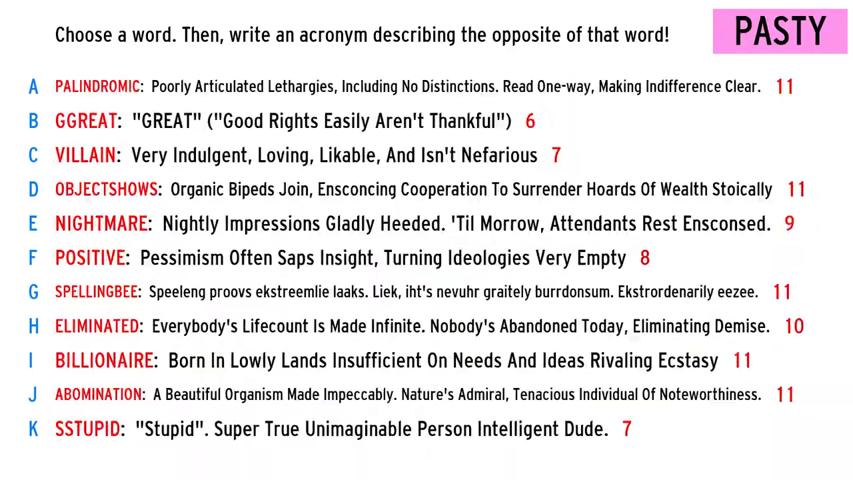 Choose a word. Then, write an acronym describing the opposite of that word!
PASTY
A PALINDROMIC: Poorly Articulated Lethargies, Including No Distinctions. Read One-way, Making Indifference Clear. 11
B GGREAT: "GREAT" ("Good Rights Easily Aren't Thankful") 6
C VILLAIN: Very Indulgent, Loving, Likable, And Isn't Nefarious 7
D OBJECTSHOWS: Organic Bipeds Join, Ensconcing Cooperation To Surrender Hoards Of Wealth Stoically 11
E NIGHTMARE: Nightly Impressions Gladly Heeded. 'Til Morrow, Attendants Rest Ensconsed. 9
F POSITIVE: Pessimism Often Saps Insight, Turning Ideologies Very Empty 8
G SPELLINGBEE: Speeleng proovs ekstreemlie laaks. Liek, iht's nevuhr graitely burrdonsum. Ekstrordenarily eezee. 11
H ELIMINATED: Everybody's Lifecount Is Made Infinite. Nobody's Abandoned Today, Eliminating Demise. 10
I BILLIONAIRE: Born In Lowly Lands Insufficient On Needs And Ideas Rivaling Ecstasy 11
J ABOMINATION: A Beautiful Organism Made Impeccably. Nature's Admiral, Tenacious Individual Of Noteworthiness. 11
K SSTUPID: "Stupid". Super True Unimaginable Person Intelligent Dude. 7